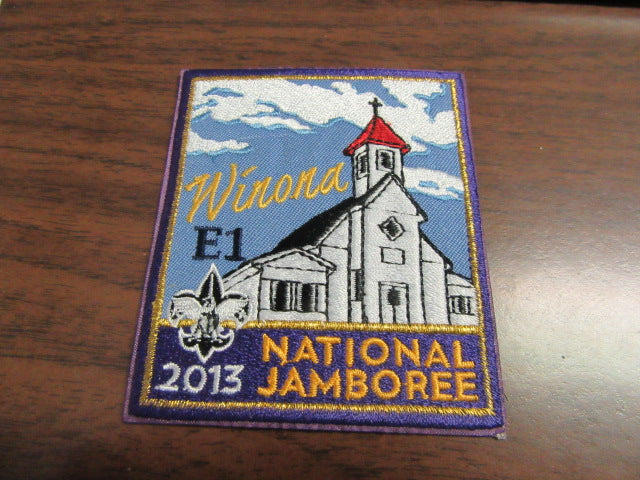 Winona
E1
2013
NATIONAL
JAMBOREE